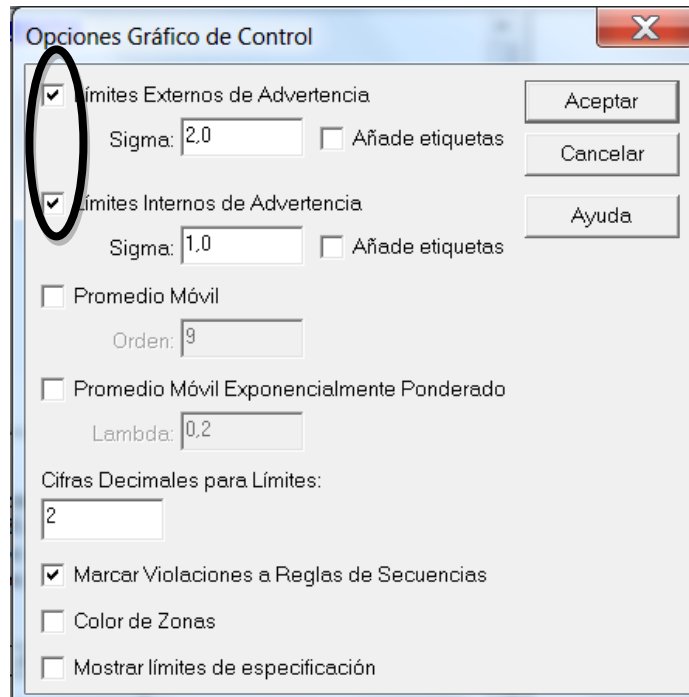 Opciones Gráfico de Control
Límites Externos de Advertencia
Aceptar
Sigma: 2,0
Añade etiquetas
Cancelar
Límites Internos de Advertencia
Ayuda
Sigma: 1,0
Añade etiquetas
Promedio Móvil
Orden: 9
Promedio Móvil Exponencialmente Ponderado
Lambda: 0,2
Cifras Decimales para Límites:
2
Marcar Violaciones a Reglas de Secuencias
Color de Zonas
Mostrar límites de especificación